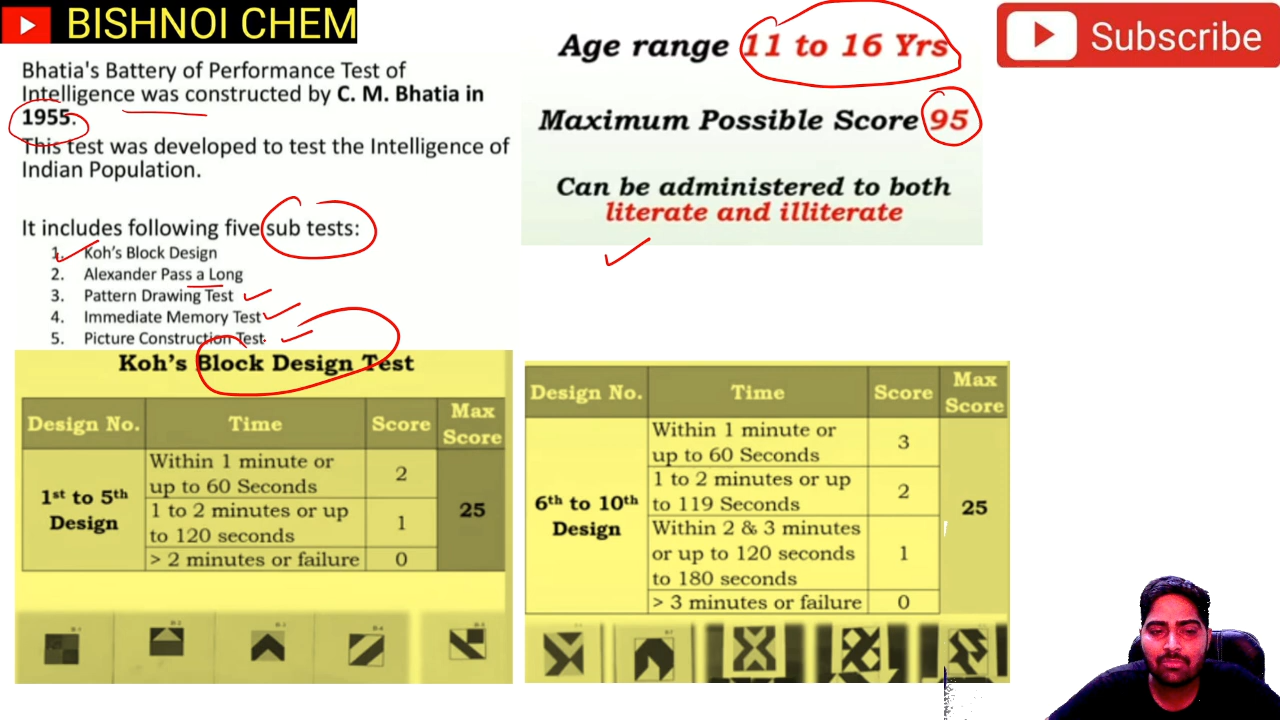 BISHNOI CHEM
Bhatia's Battery of Performance Test of
Intelligence was constructed by C. M. Bhatia in
1955.
This test was developed to test the Intelligence of
Indian Population.
It includes following five sub tests:
1. Koh's Block Design
2. Alexander Pass a Long
3. Pattern Drawing Test
4. Immediate Memory Test
5. Picture Construction Test
Age range 11 to 16 Yrs
Maximum Possible Score 95
Can be administered to both
literate and illiterate
Subscribe
Koh's Block Design Test
Design No. Time Score Max Score
1st to 5th Design
Within 1 minute or
up to 60 Seconds
2
1 to 2 minutes or up
to 120 seconds
1
> 2 minutes or failure 0
25
Design No. Time Score Max Score
6th to 10th Design
Within 1 minute or
up to 60 Seconds
3
1 to 2 minutes or up
to 119 Seconds
2
Within 2 & 3 minutes
or up to 120 seconds
to 180 seconds
1
> 3 minutes or failure 0
25